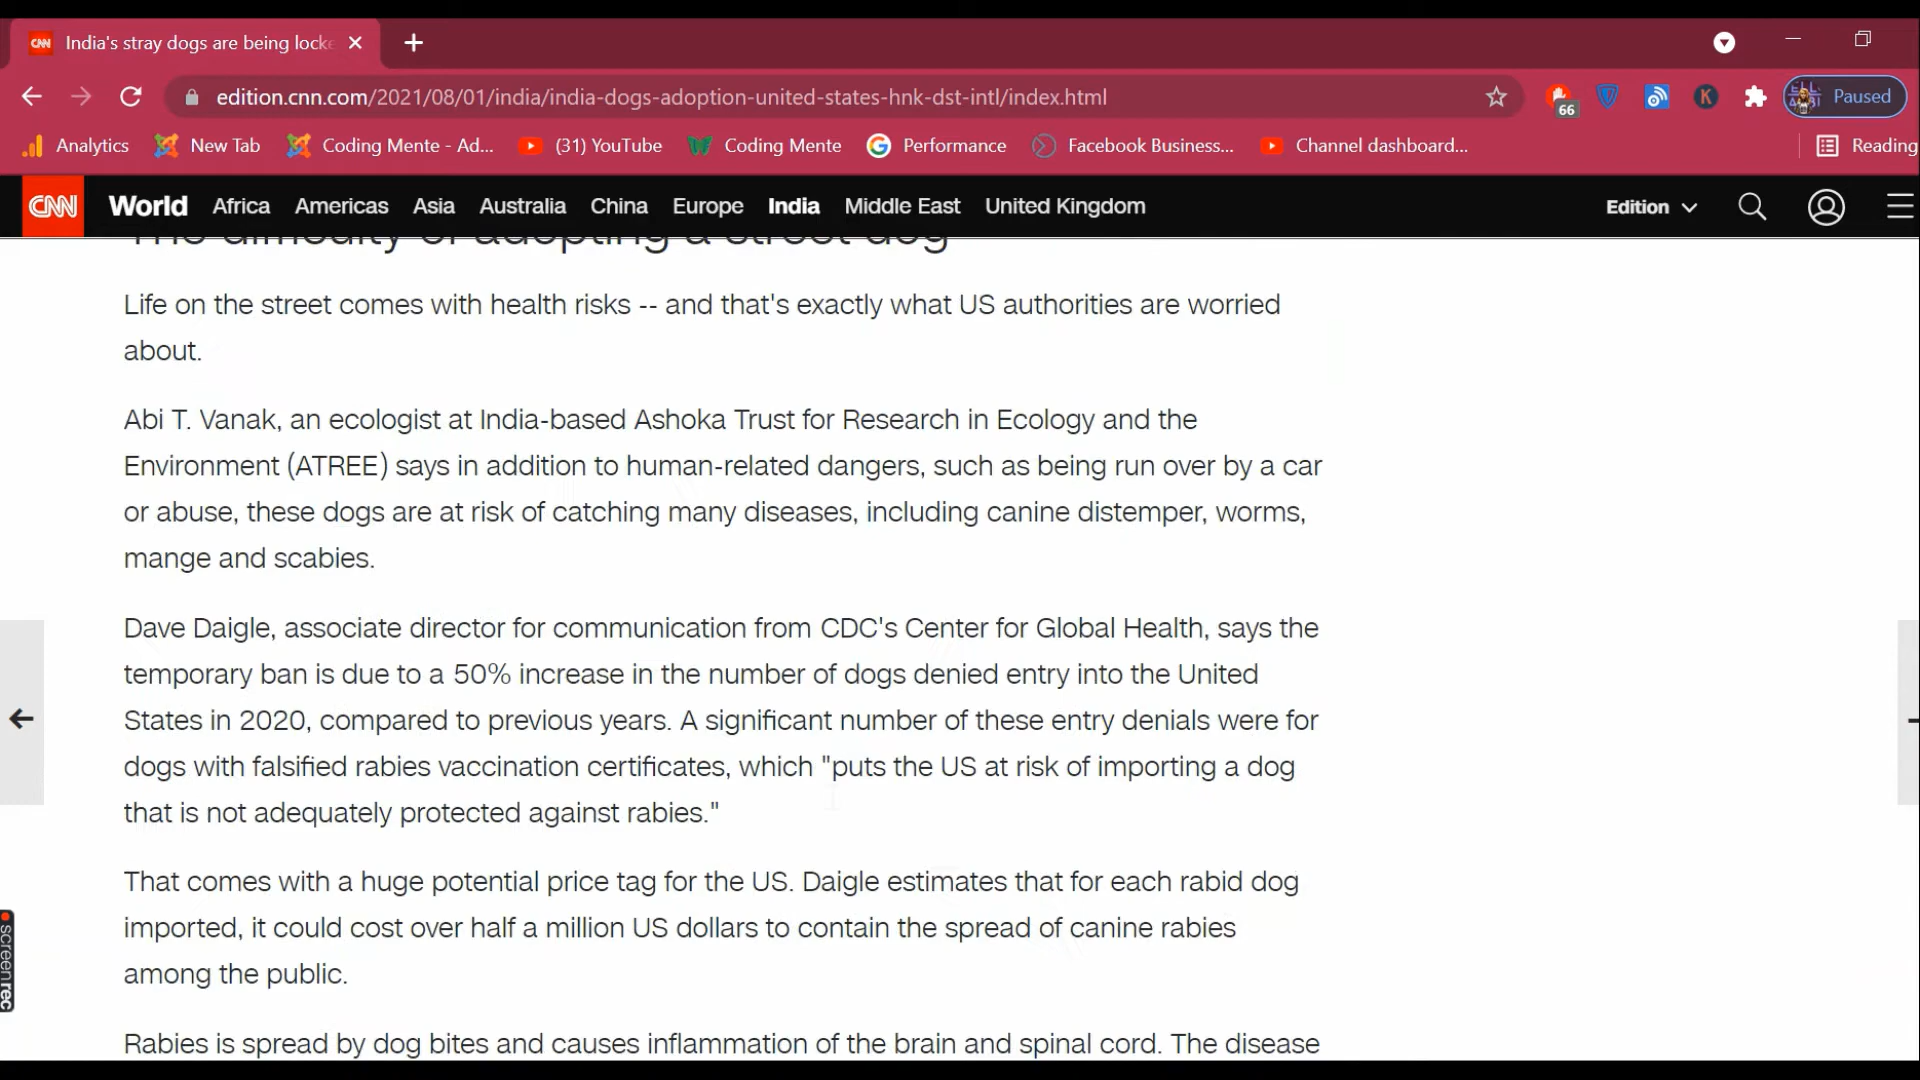 India's stray dogs are being locke
edition.cnn.com/2021/08/01/india/india-dogs-adoption-united-states-hnk-dst-intl/index.html
66
K
Paused
Analytics
New Tab
Coding Mente - Ad...
(31) YouTube
Coding Mente
Performance
Facebook Business...
Channel dashboard...
Reading
CNN World Africa Americas Asia Australia China Europe India Middle East United Kingdom Edition
The difficulty of adopting a street dog
Life on the street comes with health risks -- and that's exactly what US authorities are worried
about.
Abi T. Vanak, an ecologist at India-based Ashoka Trust for Research in Ecology and the
Environment (ATREE) says in addition to human-related dangers, such as being run over by a car
or abuse, these dogs are at risk of catching many diseases, including canine distemper, worms,
mange and scabies.
Dave Daigle, associate director for communication from CDC's Center for Global Health, says the
temporary ban is due to a 50% increase in the number of dogs denied entry into the United
States in 2020, compared to previous years. A significant number of these entry denials were for
dogs with falsified rabies vaccination certificates, which "puts the US at risk of importing a dog
that is not adequately protected against rabies."
That comes with a huge potential price tag for the US. Daigle estimates that for each rabid dog
imported, it could cost over half a million US dollars to contain the spread of canine rabies
among the public.
Rabies is spread by dog bites and causes inflammation of the brain and spinal cord. The disease
screenrec